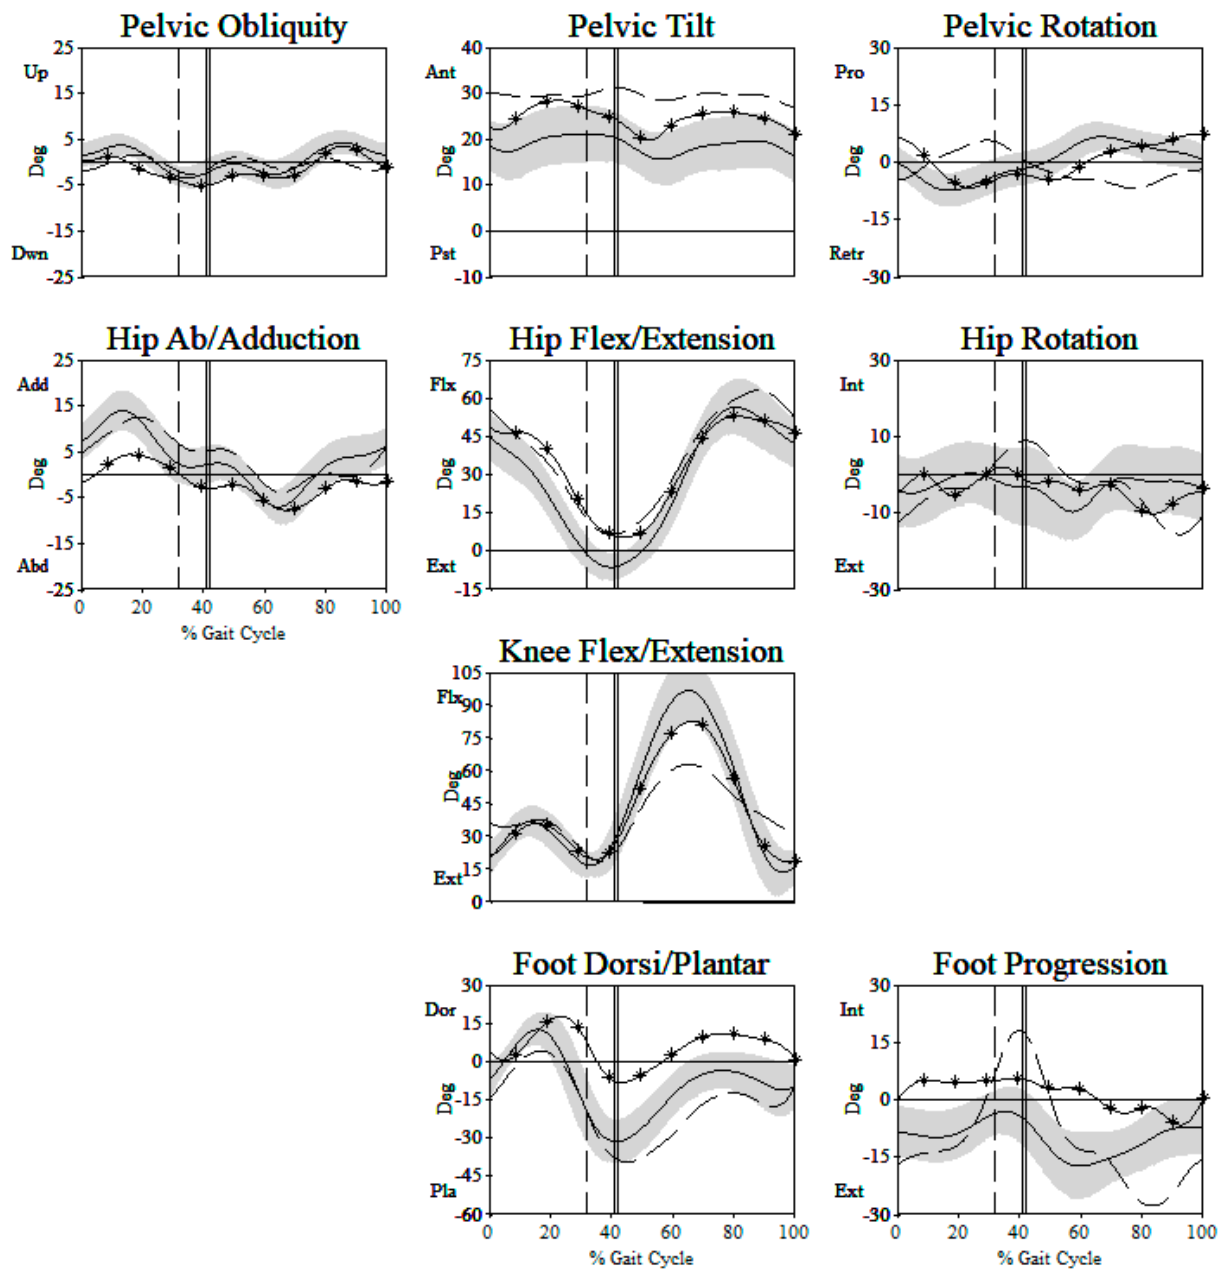 Pelvic Obliquity
25
Up
15
5
Deg
-5
-15
Dwn
-25
Pelvic Tilt
40
Ant
30
20
Deg
10
0
Pst
-10
Pelvic Rotation
30
Pro
15
0
Deg
-15
Retr
-30
Hip Ab/Adduction
25
Add
15
5
Deg
-5
-15
Abd
-25
0 20 40 60 80 100
% Gait Cycle
Hip Flex/Extension
75
Flx
60
45
30
Deg
15
0
Ext
-15
Hip Rotation
30
Int
10
Deg
-10
Ext
-30
Knee Flex/Extension
105
Flx
90
75
60
Deg
45
30
15
Ext
0
Foot Dorsi/Plantar
30
Dor
15
0
Deg
-15
-30
-45
Pla
-60
0 20 40 60 80 100
% Gait Cycle
Foot Progression
30
Int
15
0
Deg
-15
Ext
-30
0 20 40 60 80 100
% Gait Cycle